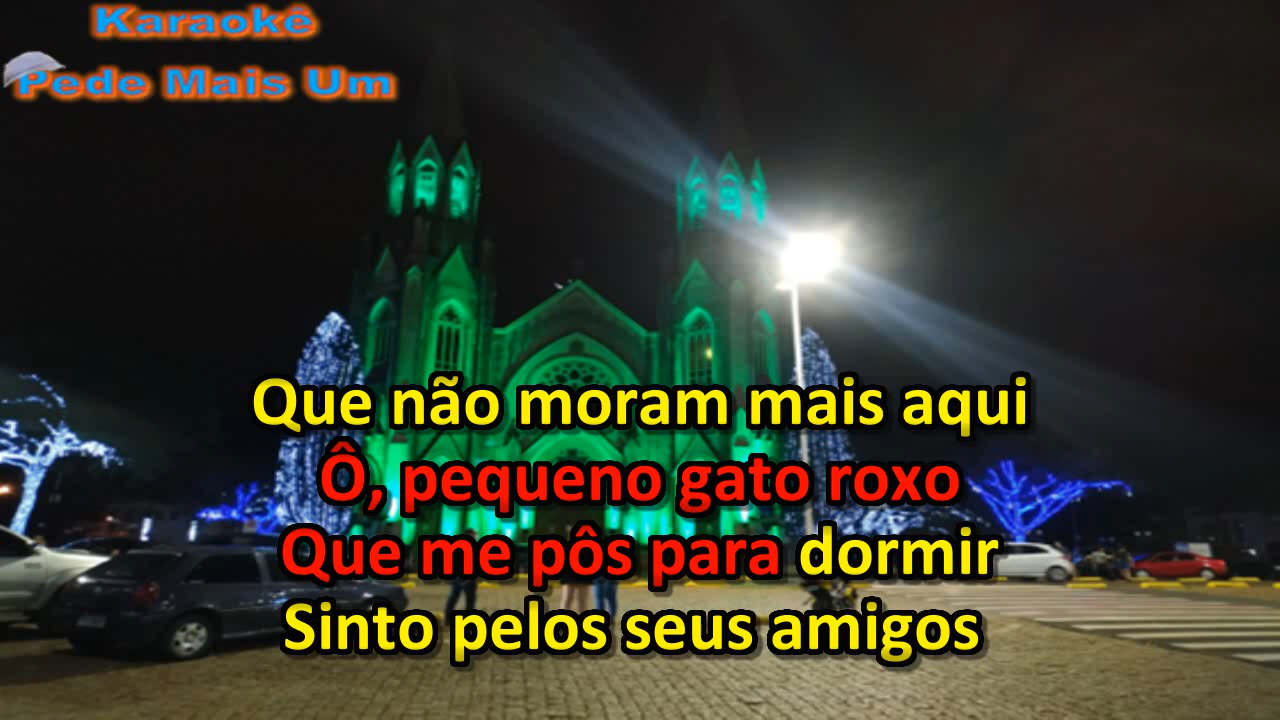 Karaokê
Pede Mais Um
Que não moram mais aqui
Ô, pequeno gato roxo
Que me pôs para dormir
Sinto pelos seus amigos